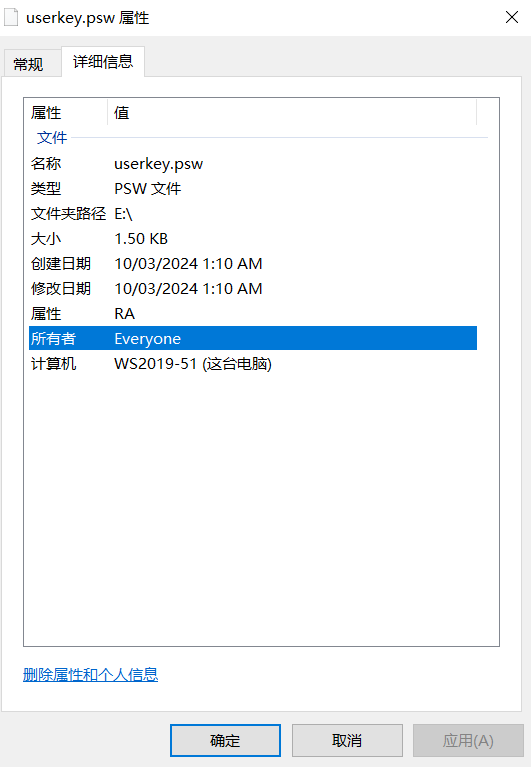 userkey.psw 属性
常规 详细信息
属性 值
文件
名称 userkey.psw
类型 PSW 文件
文件夹路径 E:\
大小 1.50 KB
创建日期 10/03/2024 1:10 AM
修改日期 10/03/2024 1:10 AM
属性 RA
所有者 Everyone
计算机 WS2019-51 (这台电脑)
删除属性和个人信息
确定 取消 应用(A)